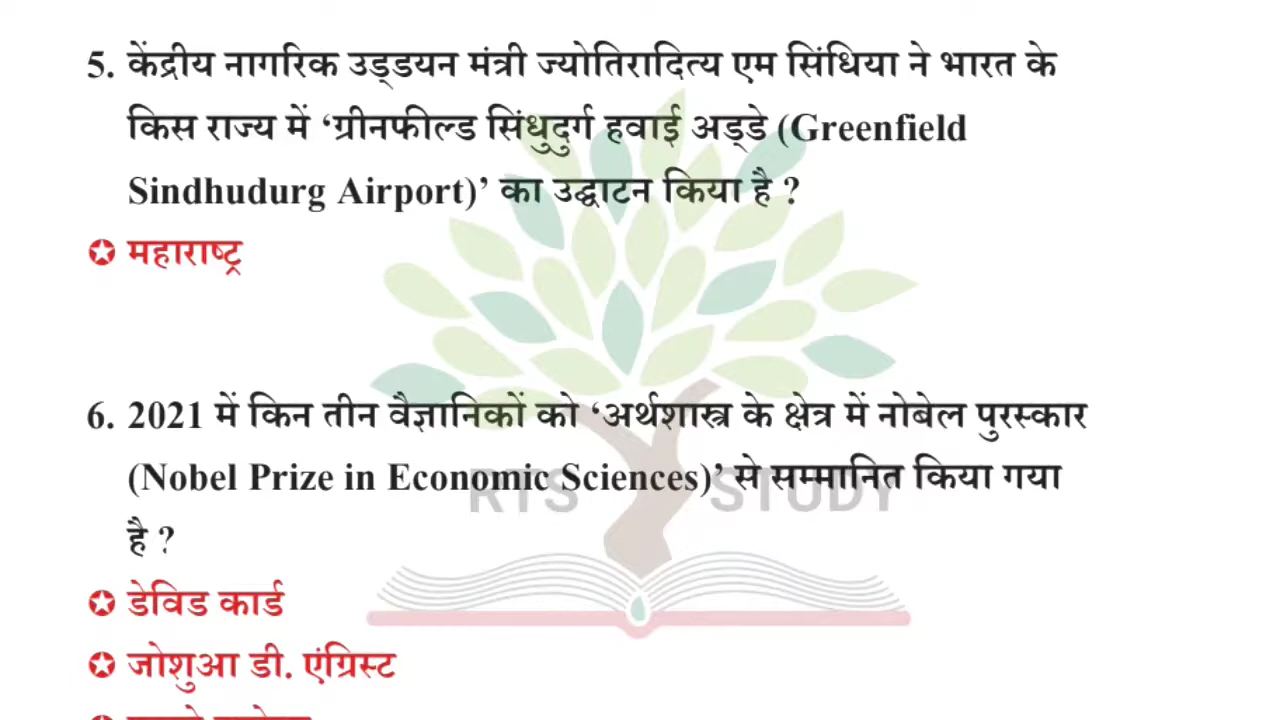 5. केंद्रीय नागरिक उड्डयन मंत्री ज्योतिरादित्य एम सिंधिया ने भारत के
किस राज्य में ‘ग्रीनफील्ड सिंधुदुर्ग हवाई अड्डे (Greenfield
Sindhudurg Airport)’ का उद्घाटन किया है ?
✪ महाराष्ट्र
6. 2021 में किन तीन वैज्ञानिकों को ‘अर्थशास्त्र के क्षेत्र में नोबेल पुरस्कार
(Nobel Prize in Economic Sciences)’ से सम्मानित किया गया
RTS STUDY
है ?
✪ डेविड कार्ड
✪ जोशुआ डी. एंग्रिस्ट